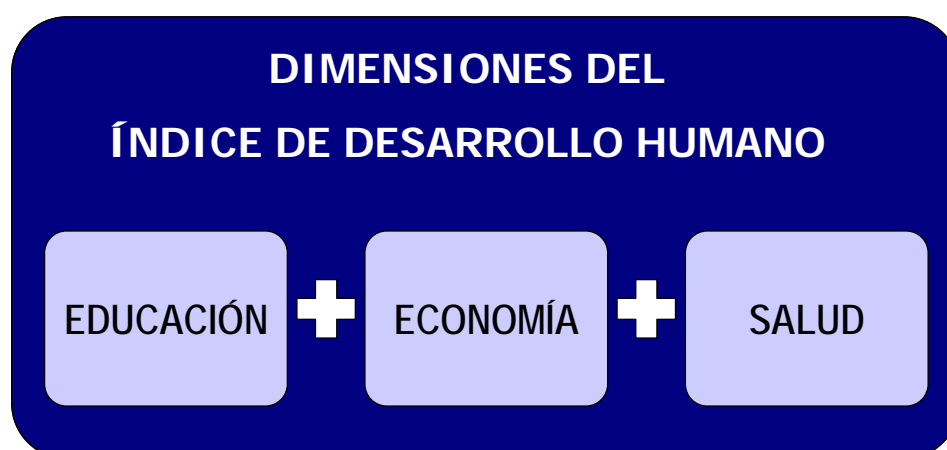 DIMENSIONES DEL
ÍNDICE DE DESARROLLO HUMANO
EDUCACIÓN
ECONOMÍA
SALUD